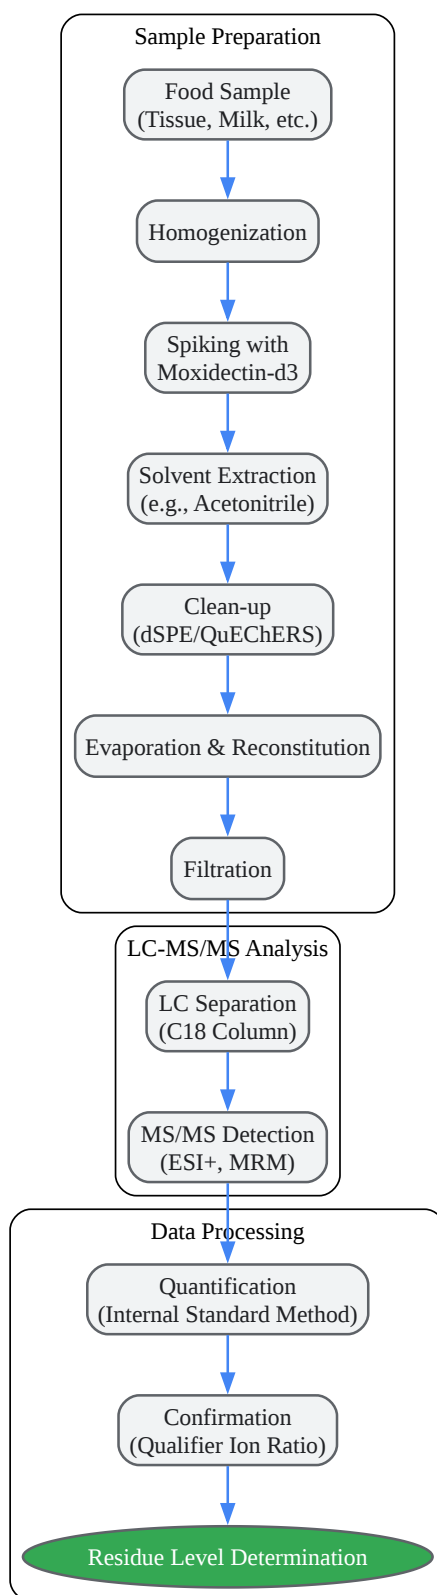 Sample Preparation
Food Sample
(Tissue, Milk, etc.)
Homogenization
Spiking with
Moxidectin-d3
Solvent Extraction
(e.g., Acetonitrile)
Clean-up
(dSPE/QuEChERS)
Evaporation & Reconstitution
Filtration
LC-MS/MS Analysis
LC Separation
(C18 Column)
MS/MS Detection
(ESI+, MRM)
Data Processing
Quantification
(Internal Standard Method)
Confirmation
(Qualifier Ion Ratio)
Residue Level Determination